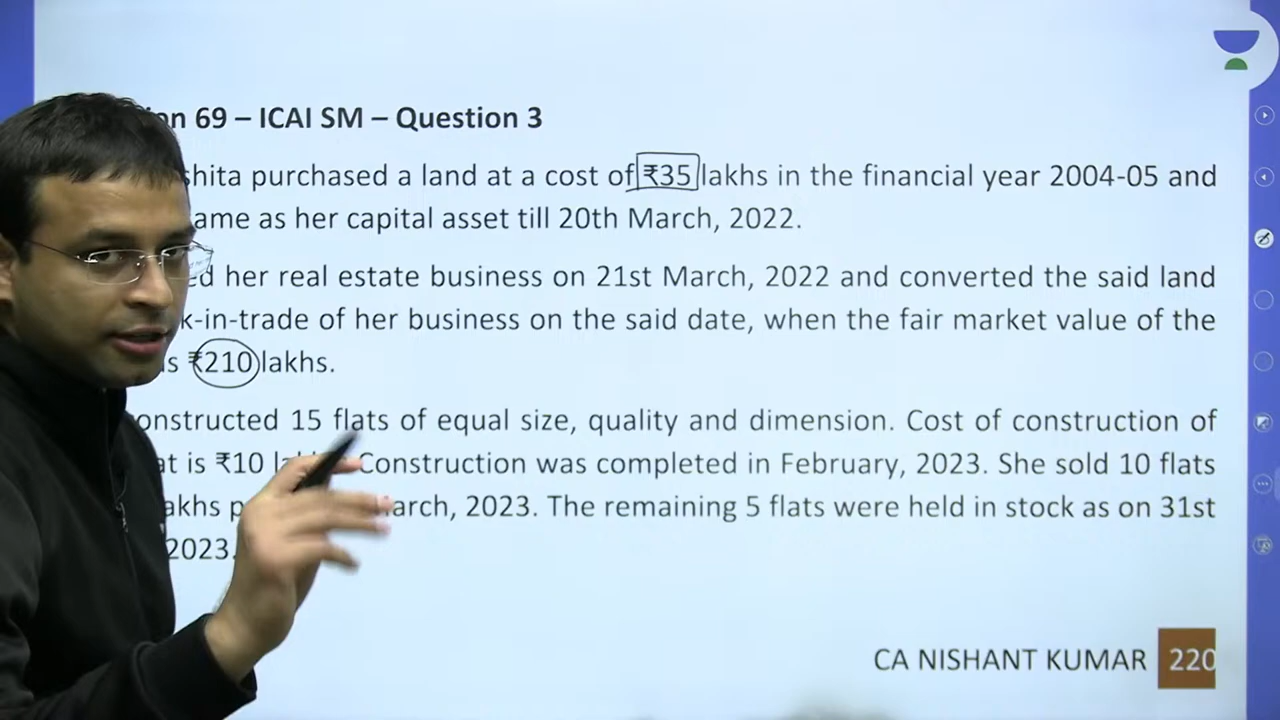 on 69 – ICAI SM – Question 3
shita purchased a land at a cost of ₹35 lakhs in the financial year 2004-05 and
ame as her capital asset till 20th March, 2022.
ed her real estate business on 21st March, 2022 and converted the said land
k-in-trade of her business on the said date, when the fair market value of the
s ₹210 lakhs.
onstructed 15 flats of equal size, quality and dimension. Cost of construction of
at is ₹10 Construction was completed in February, 2023. She sold 10 flats
akhs p arch, 2023. The remaining 5 flats were held in stock as on 31st
2023.
CA NISHANT KUMAR 220